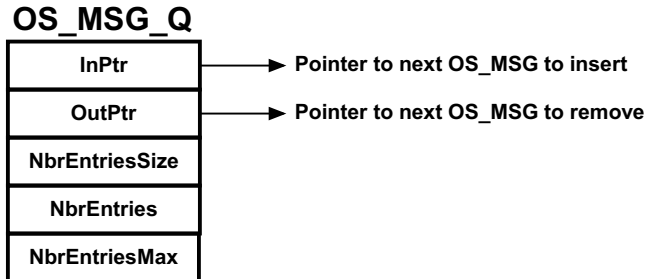 OS_MSG_Q
InPtr
Pointer to next OS_MSG to insert
OutPtr
Pointer to next OS_MSG to remove
NbrEntriesSize
NbrEntries
NbrEntriesMax